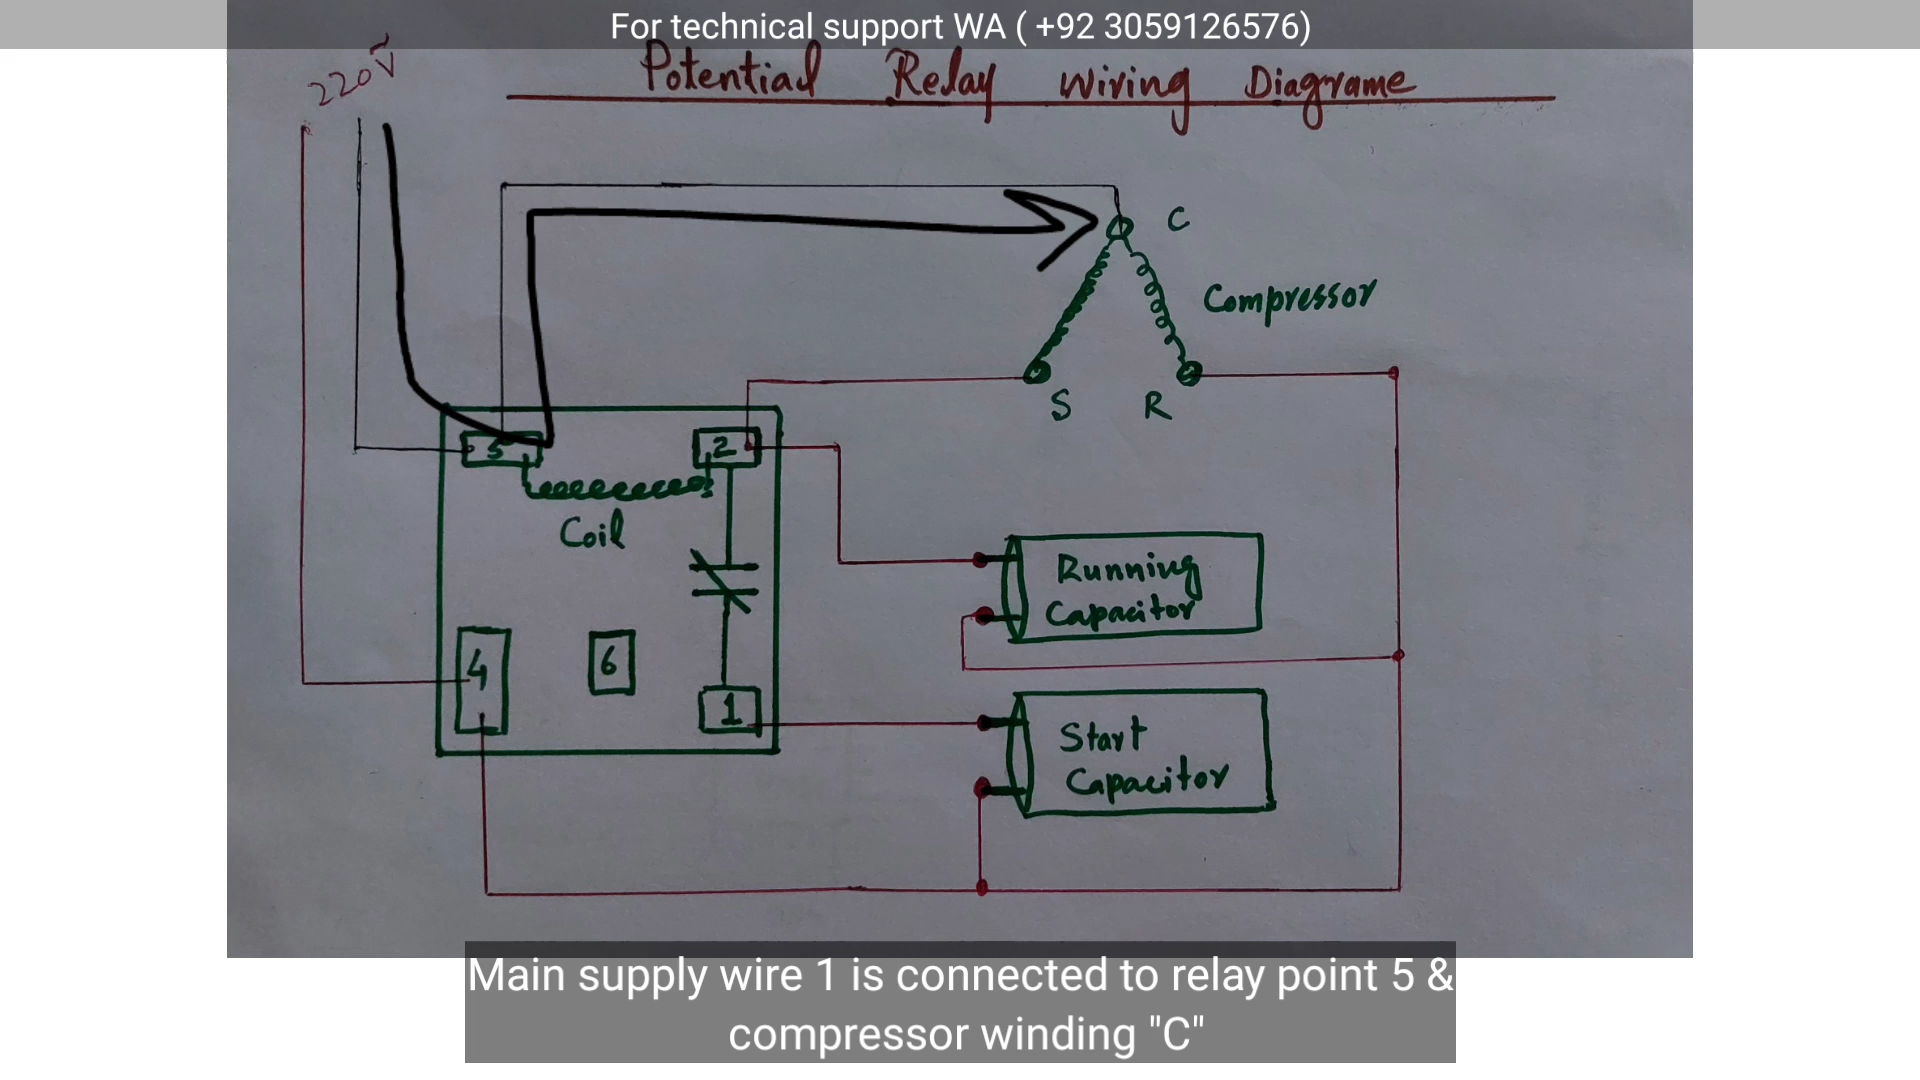 For technical support WA ( +92 3059126576)
220V
Potential Relay Wiring Diagrame
C
Compressor
S R
5 2
Coil
Running
Capacitor
4 6 1
Start
Capacitor
Main supply wire 1 is connected to relay point 5 &
compressor winding "C"